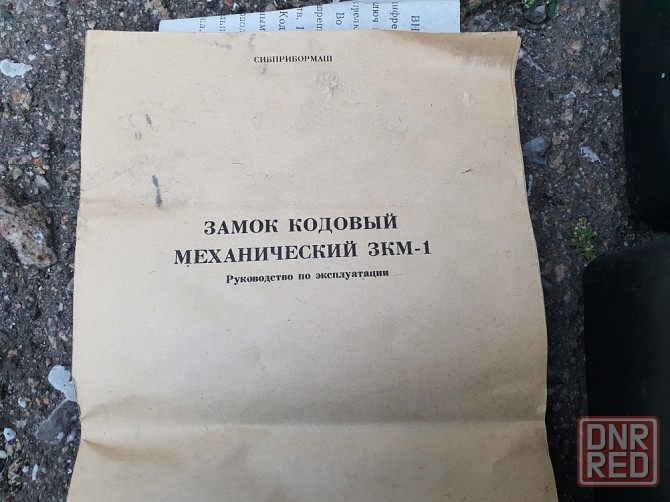 СИБПРИБОРМАШ
ЗАМОК КОДОВЫЙ
МЕХАНИЧЕСКИЙ ЗКМ-1
Руководство по эксплуатации
DNR
RED